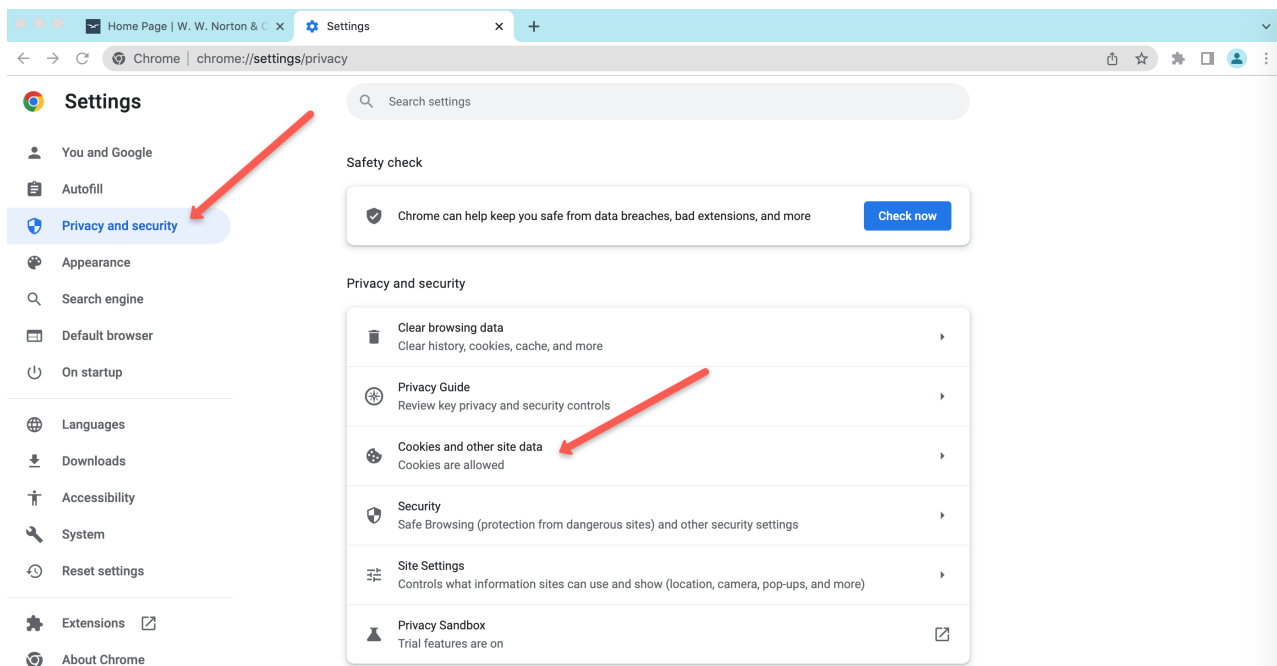 Home Page | W. W. Norton & C
Settings
Chrome | chrome://settings/privacy
Settings
Search settings
You and Google
Autofill
Privacy and security
Appearance
Search engine
Default browser
On startup
Languages
Downloads
Accessibility
System
Reset settings
Extensions
About Chrome
Safety check
Chrome can help keep you safe from data breaches, bad extensions, and more
Check now
Privacy and security
Clear browsing data
Clear history, cookies, cache, and more
Privacy Guide
Review key privacy and security controls
Cookies and other site data
Cookies are allowed
Security
Safe Browsing (protection from dangerous sites) and other security settings
Site Settings
Controls what information sites can use and show (location, camera, pop-ups, and more)
Privacy Sandbox
Trial features are on